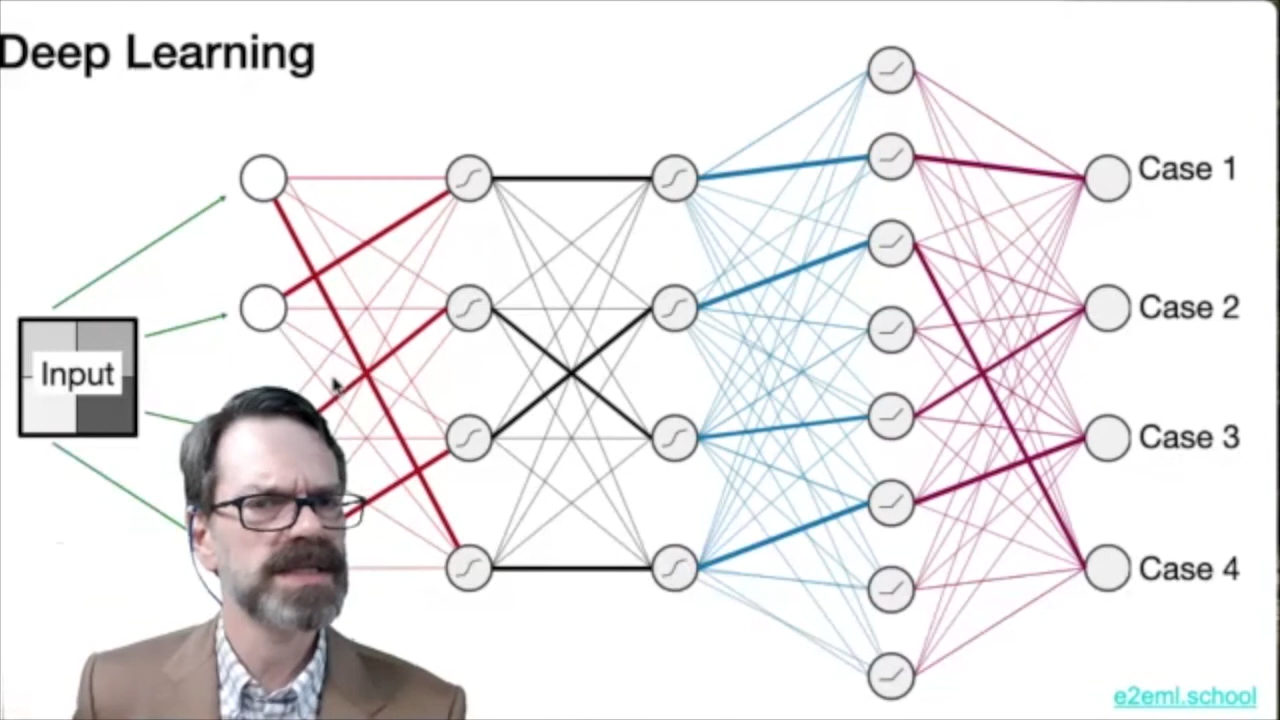 Deep Learning
Case 1
Case 2
Input
Case 3
Case 4
e2eml.school